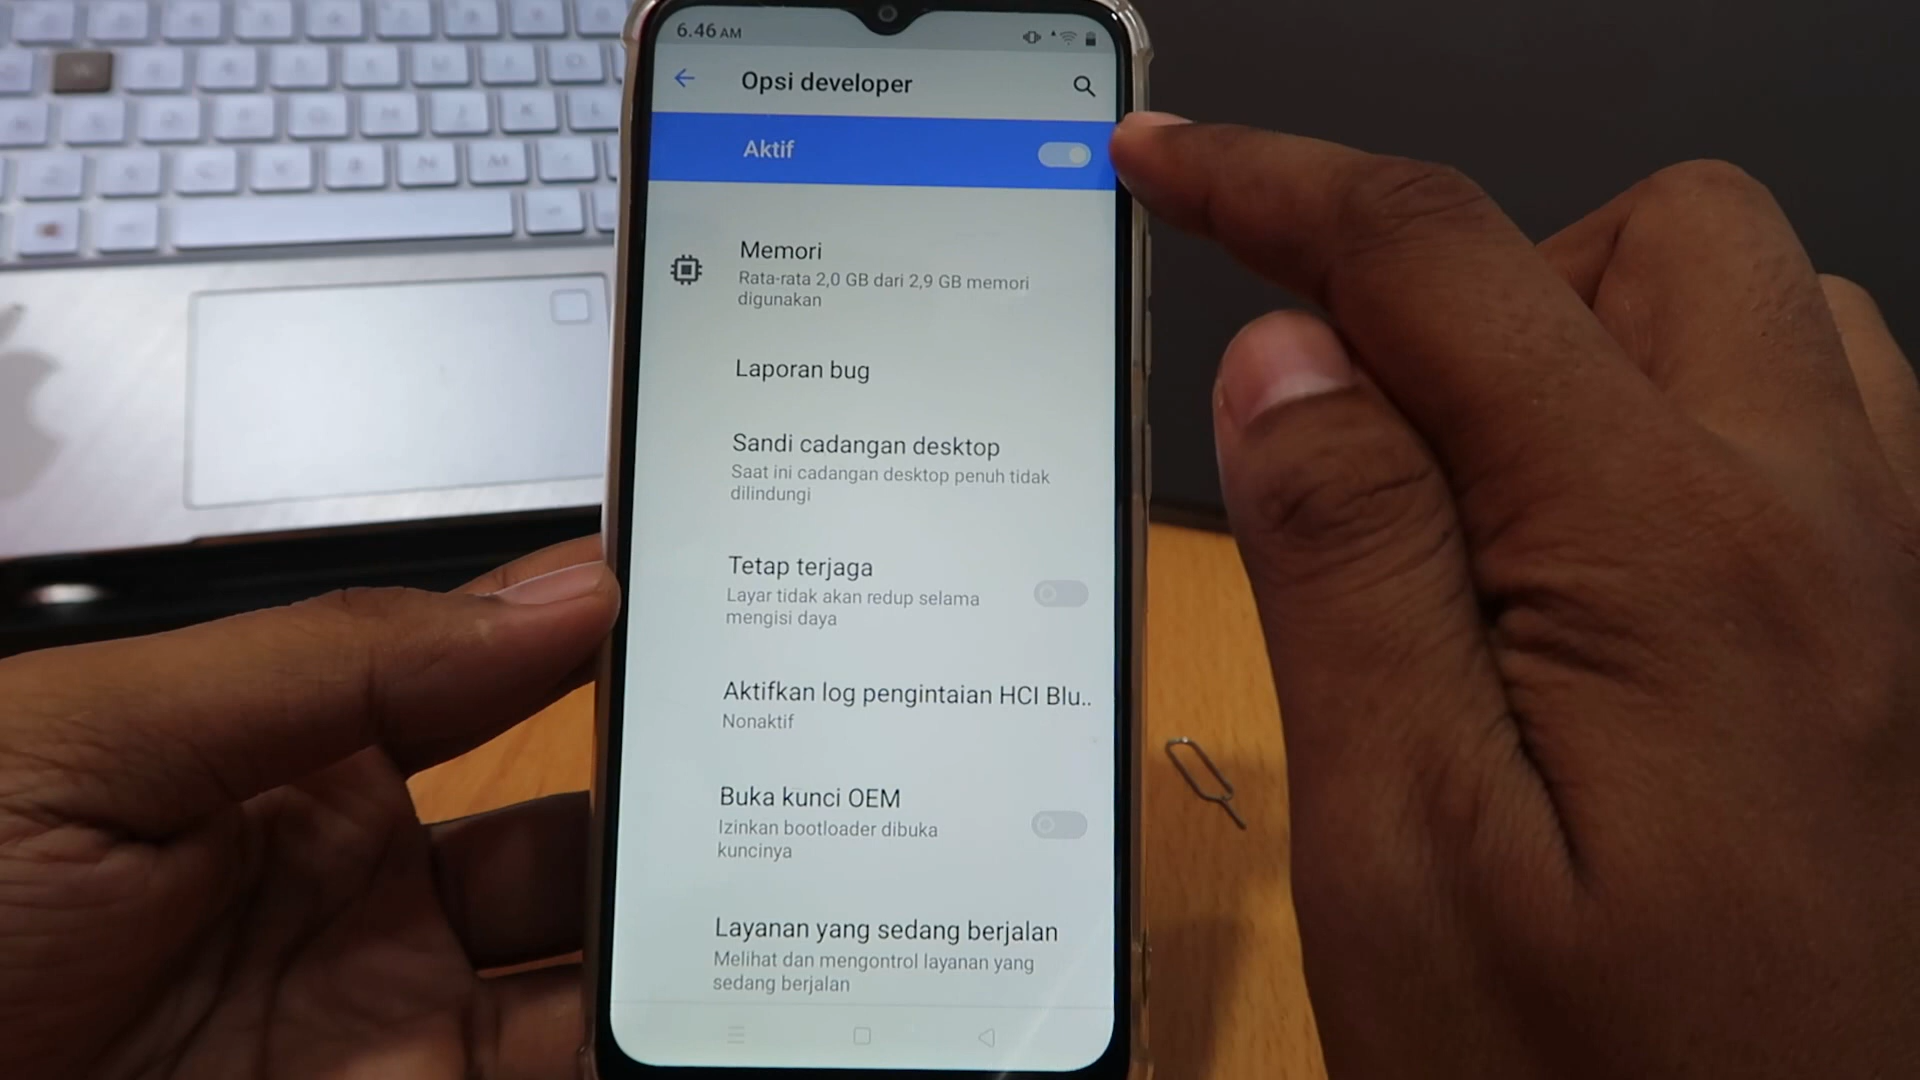 6.46 AM
Opsi developer
Aktif
Memori
Rata-rata 2,0 GB dari 2,9 GB memori
digunakan
Laporan bug
Sandi cadangan desktop
Saat ini cadangan desktop penuh tidak
dilindungi
Tetap terjaga
Layar tidak akan redup selama
mengisi daya
Aktifkan log pengintaian HCI Blu..
Nonaktif
Buka kunci OEM
Izinkan bootloader dibuka
kuncinya
Layanan yang sedang berjalan
Melihat dan mengontrol layanan yang
sedang berjalan